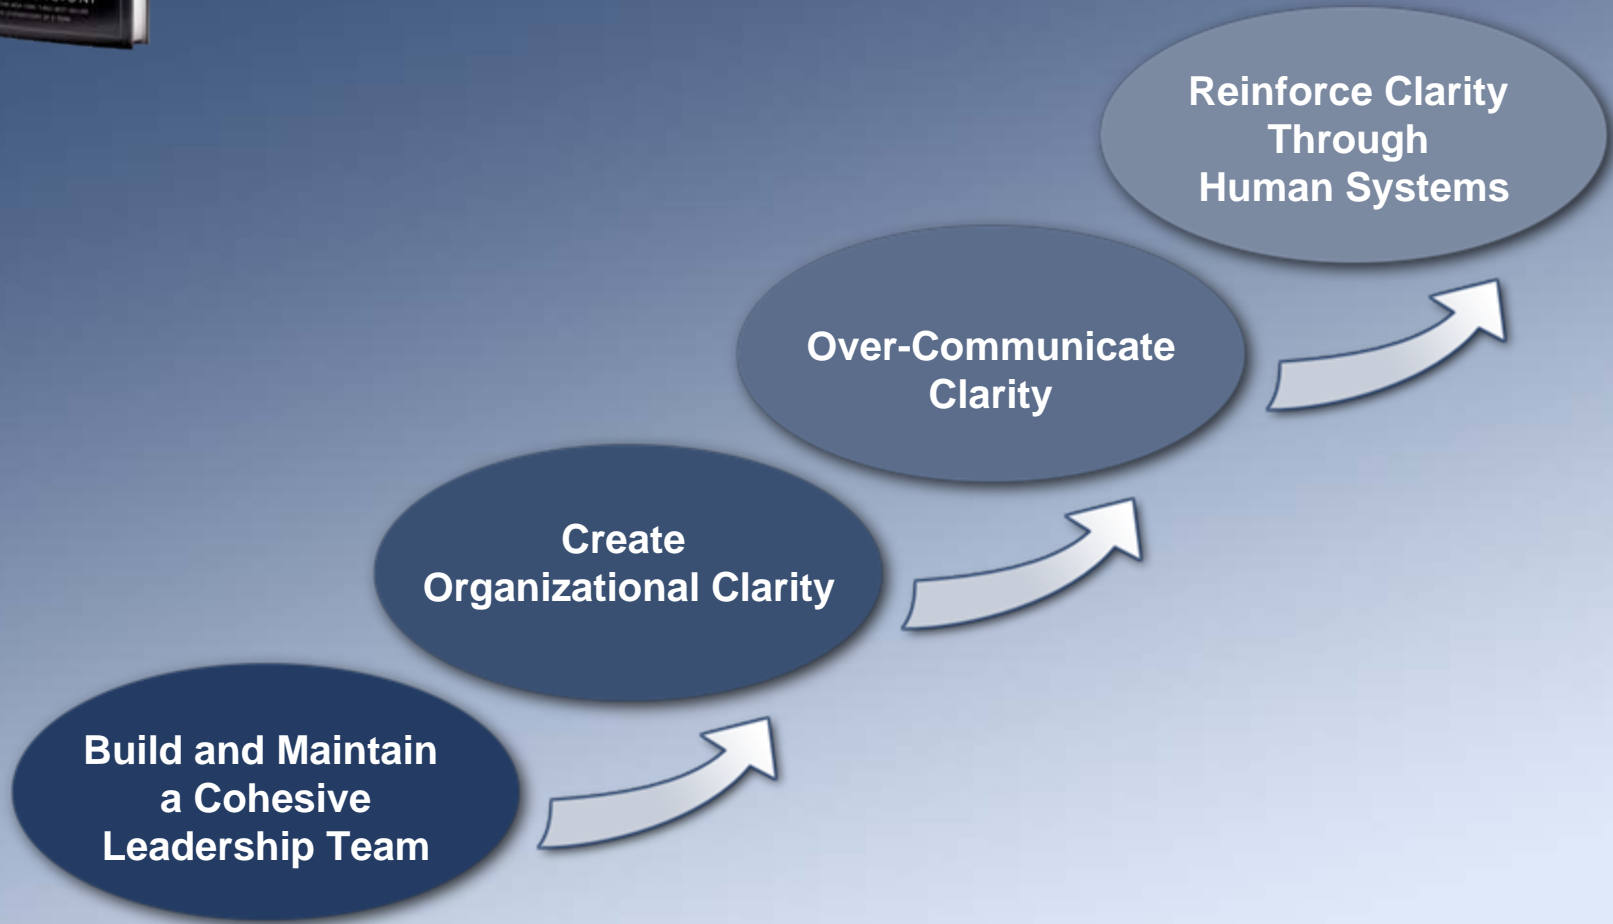 Reinforce Clarity
Through
Human Systems
Over-Communicate
Clarity
Create
Organizational Clarity
Build and Maintain
a Cohesive
Leadership Team